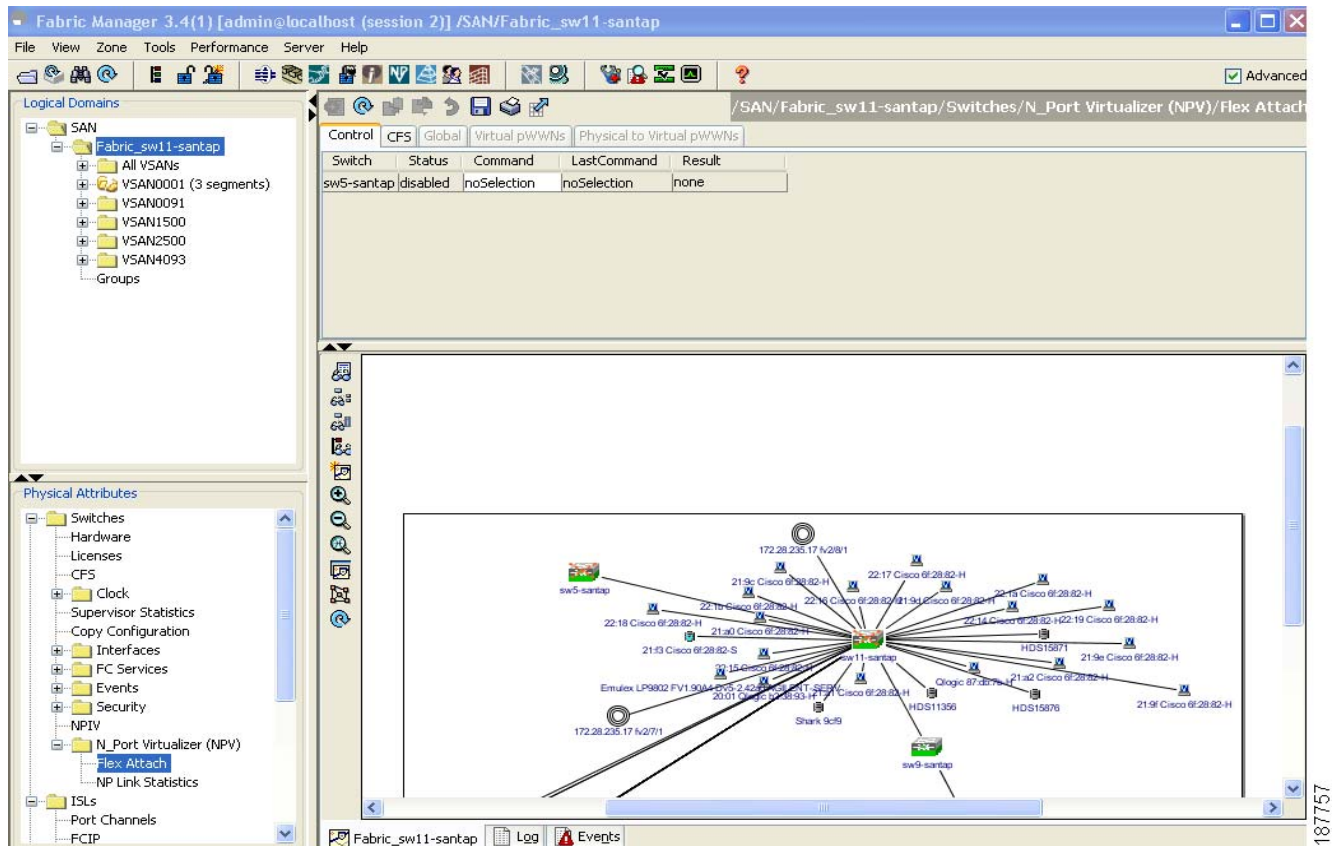 Fabric Manager 3.4(1) [admin@localhost (session 2)] /SAN/Fabric_sw11-santap
File View Zone Tools Performance Server Help
Advanced
Logical Domains
SAN
Fabric_sw11-santap
All VSANs
VSAN0001 (3 segments)
VSAN0091
VSAN1500
VSAN2500
VSAN4093
Groups
/SAN/Fabric_sw11-santap/Switches/N_Port Virtualizer (NPV)/Flex Attach
Control CFS Global Virtual pWWNs Physical to Virtual pWWNs
Switch Status Command LastCommand Result
sw5-santap disabled noSelection noSelection none
Physical Attributes
Switches
Hardware
Licenses
CFS
Clock
Supervisor Statistics
Copy Configuration
Interfaces
FC Services
Events
Security
NPIV
N_Port Virtualizer (NPV)
Flex Attach
NP Link Statistics
ISLs
Port Channels
FCIP
172.28.235.17 fv2/8/1
sw5-santap
21:9c Cisco 6f:28:82-H
22:17 Cisco 6f:28:82-H
22:1a Cisco 6f:28:82-H
22:18 Cisco 6f:28:82-H
22:19 Cisco 6f:28:82-H
21:a0 Cisco 6f:28:82-H
21:f3 Cisco 6f:28:82-S
sw11-santap
HDS15871
21:9e Cisco 6f:28:82-H
21:a2 Cisco 6f:28:82-H
Emulex LP9802 FV1.90A4
HDS11356
HDS15876
21:9f Cisco 6f:28:82-H
Shark 9cf9
172.28.235.17 fv2/7/1
sw9-santap
Fabric_sw11-santap Log Events
187757